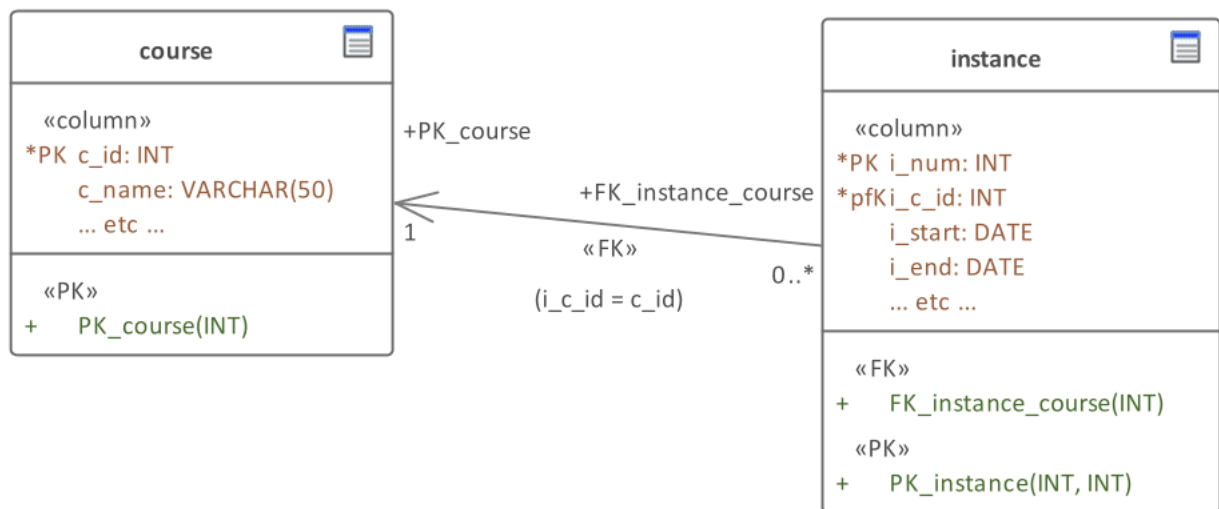 course
«column»
*PK c_id: INT
c_name: VARCHAR(50)
... etc ...
«PK»
+ PK_course(INT)
+PK_course
+FK_instance_course
1
«FK»
0..*
(i_c_id = c_id)
instance
«column»
*PK i_num: INT
*pfK i_c_id: INT
i_start: DATE
i_end: DATE
... etc ...
«FK»
+ FK_instance_course(INT)
«PK»
+ PK_instance(INT, INT)